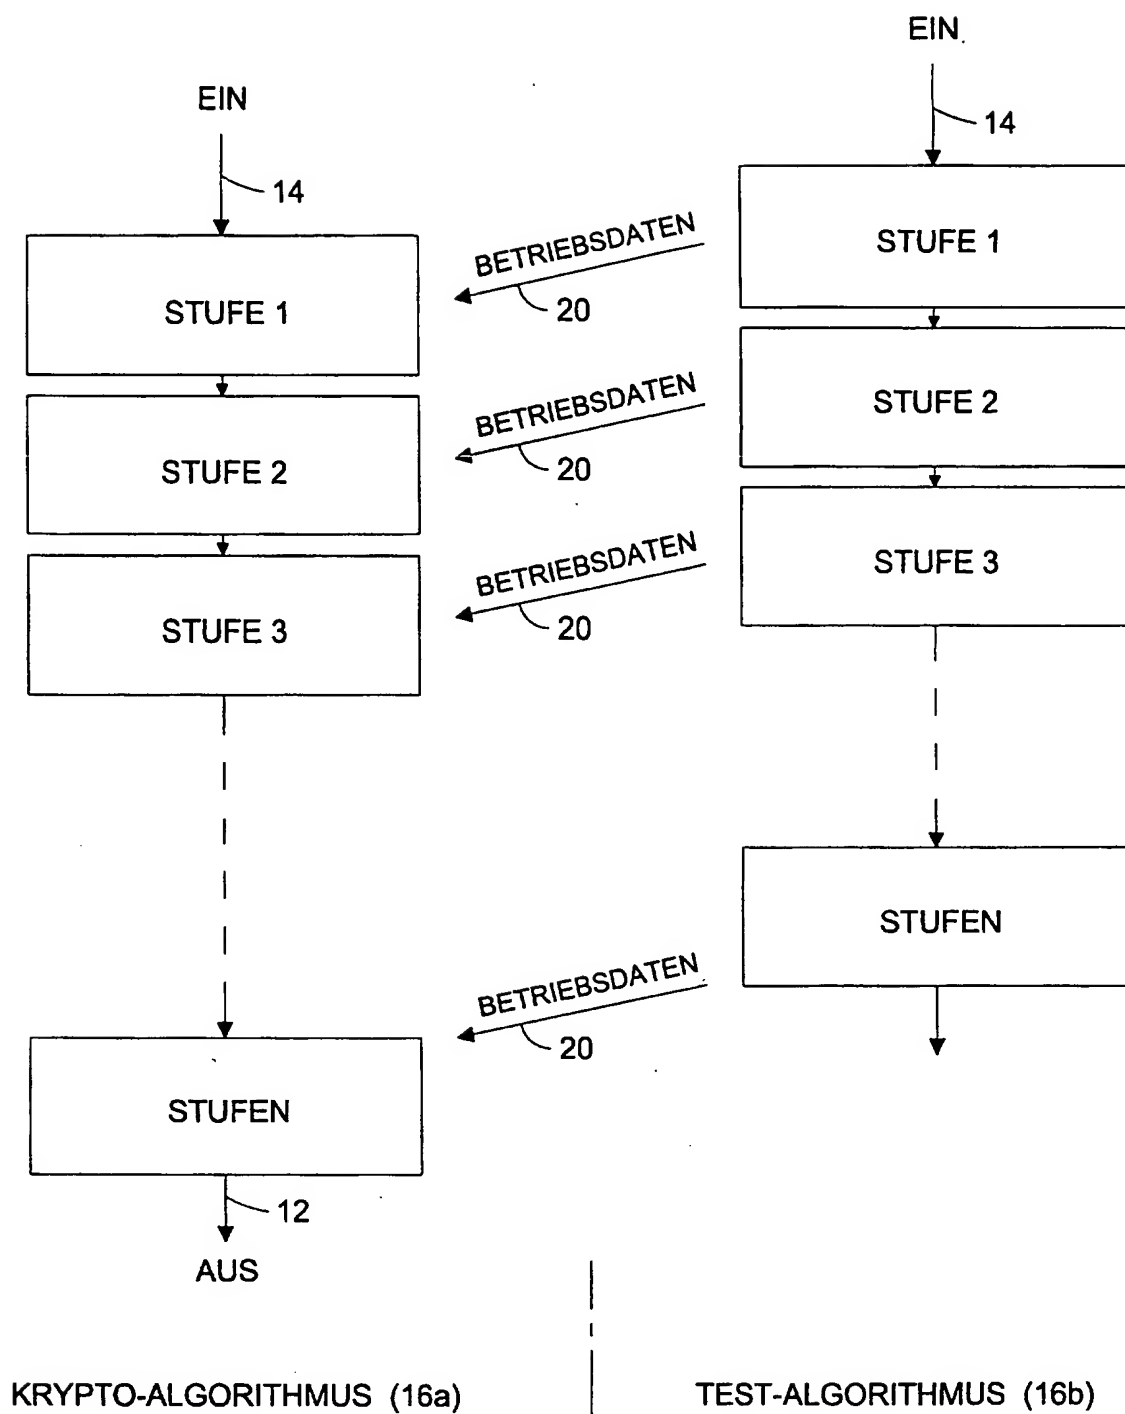 EIN
14
EIN
14
STUFE 1
STUFE 1
BETRIEBSDATEN
20
STUFE 2
STUFE 2
BETRIEBSDATEN
20
STUFE 3
STUFE 3
BETRIEBSDATEN
20
STUFEN
STUFEN
BETRIEBSDATEN
20
12
AUS
KRYPTO-ALGORITHMUS (16a)
TEST-ALGORITHMUS (16b)